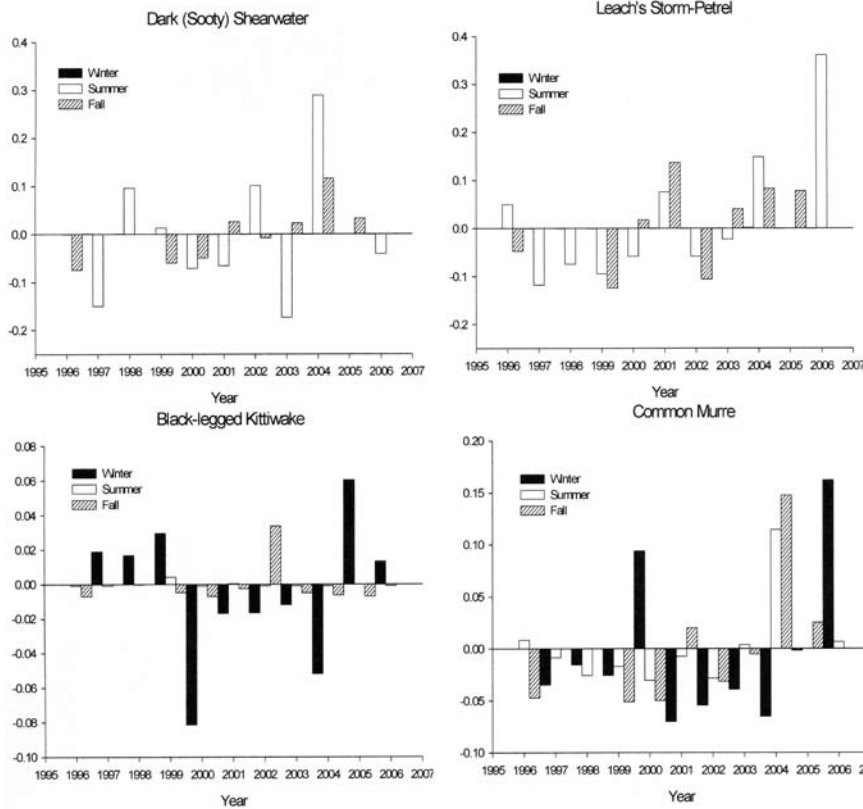 Dark (Sooty) Shearwater
0.4
0.3
0.2
0.1
0.0
-0.1
-0.2
Winter
Summer
Fall
1995 1996 1997 1998 1999 2000 2001 2002 2003 2004 2005 2006 2007
Year
Leach's Storm-Petrel
0.4
0.3
0.2
0.1
0.0
-0.1
-0.2
Winter
Summer
Fall
1995 1996 1997 1998 1999 2000 2001 2002 2003 2004 2005 2006 2007
Year
Black-legged Kittiwake
0.08
0.06
0.04
0.02
0.00
-0.02
-0.04
-0.06
-0.08
-0.10
Winter
Summer
Fall
1995 1996 1997 1998 1999 2000 2001 2002 2003 2004 2005 2006 2007
Year
Common Murre
0.20
0.15
0.10
0.05
0.00
-0.05
-0.10
Winter
Summer
Fall
1995 1996 1997 1998 1999 2000 2001 2002 2003 2004 2005 2006
Year